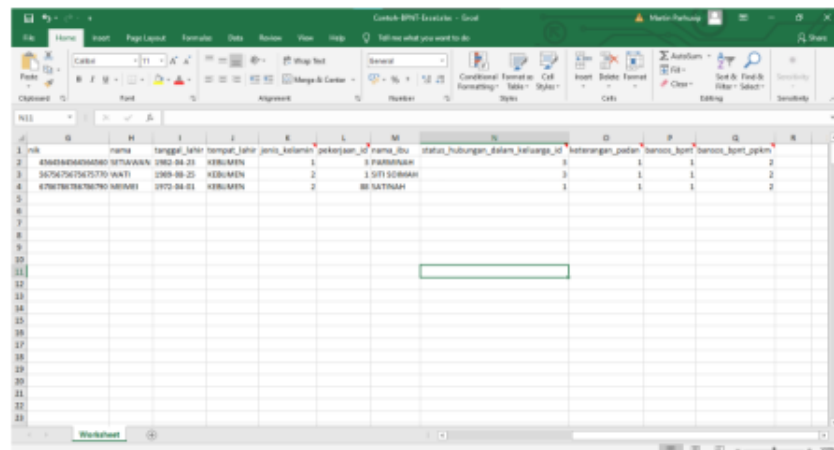 Contoh-BPNT-Excel.xlsx - Excel
Martin Parhusip
File Home Insert Page Layout Formulas Data Review View Help Tell me what you want to do Share
Paste
Calibri 11
Wrap Text
General
Merge & Center
Conditional Formatting Format as Table Cell Styles
Insert Delete Format
AutoSum
Fill
Clear
Sort & Filter Find & Select
Sensitivity
Clipboard Font Alignment Number Styles Cells Editing Sensitivity
N11
G H I J K L M N O P Q R
1 nik nama tanggal_lahir tempat_lahir jenis_kelamin pekerjaan_id nama_ibu status_hubungan_dalam_keluarga_id keterangan_padan bansos_bpnt bansos_bpnt_ppkm
2 SETIAWAN 1982-04-23 KEBUMEN 1 3 PARMINAH 3 1 1 2
3 WATI 1989-08-25 KEBUMEN 2 1 3 1 1 2
4 MEIWEI 1972-04-01 KEBUMEN 2 88 SATINAH 1 1 1 2
5
6
7
8
9
10
11
12
13
14
15
16
17
18
19
20
21
22
23
Worksheet